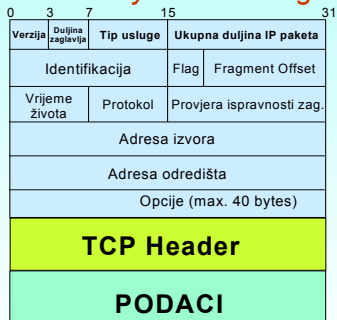 0 3 7 15 31
Verzija Duljina zaglavlja Tip usluge Ukupna duljina IP paketa
Identifikacija Flag Fragment Offset
Vrijeme života Protokol Provjera ispravnosti zag.
Adresa izvora
Adresa odredišta
Opcije (max. 40 bytes)
TCP Header
PODACI